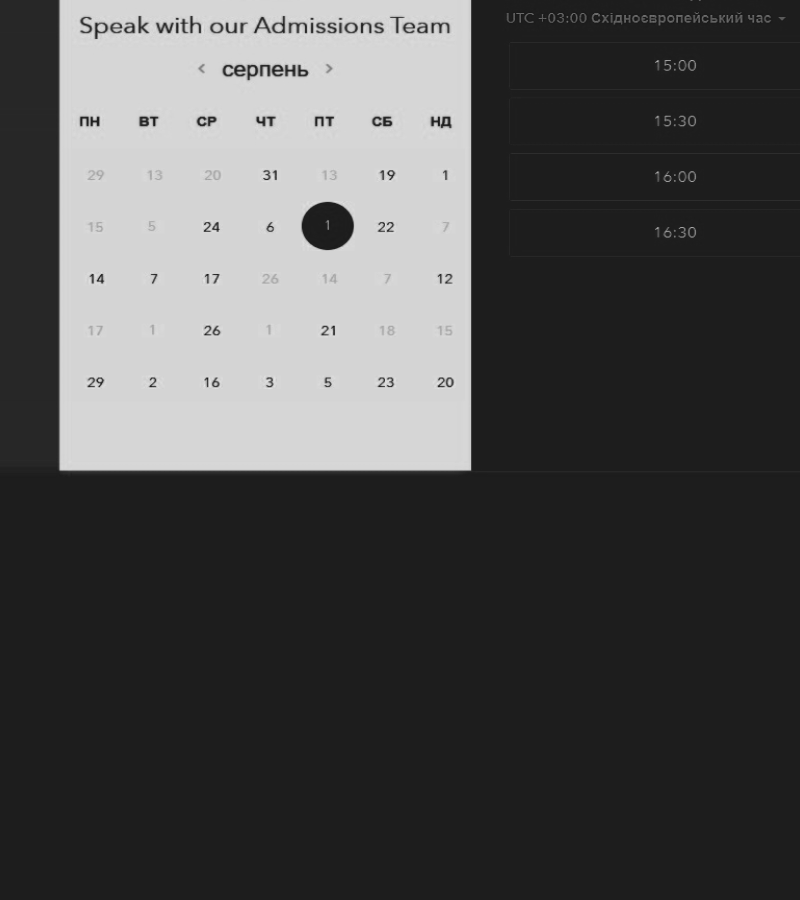 Speak with our Admissions Team
серпень
ПН ВТ СР ЧТ ПТ СБ НД
29 13 20 31 13 19 1
15 5 24 6 1 22 7
14 7 17 26 14 7 12
17 1 26 1 21 18 15
29 2 16 3 5 23 20
UTC +03:00 Східноєвропейський час
15:00
15:30
16:00
16:30